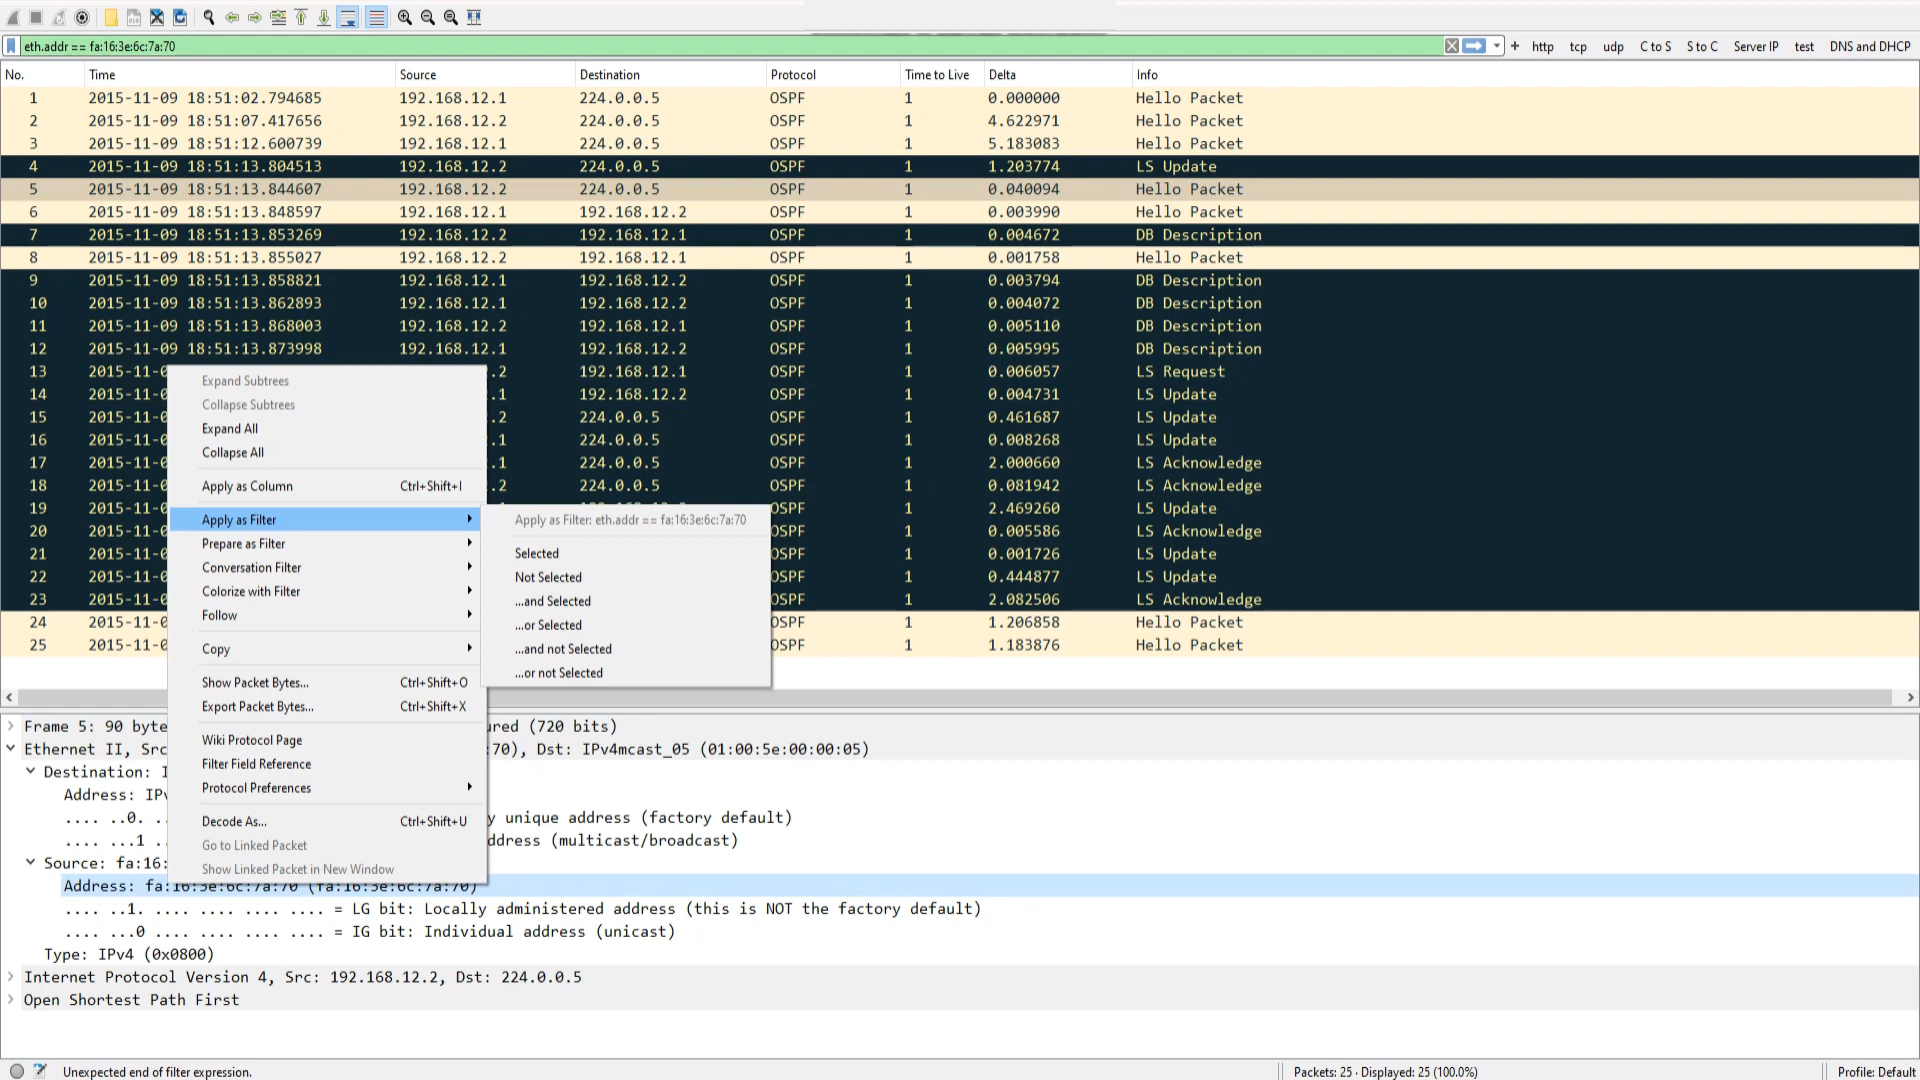 eth.addr == fa:16:3e:6c:7a:70
+ http tcp udp C to S S to C Server IP test DNS and DHCP
No. Time Source Destination Protocol Time to Live Delta Info
1 2015-11-09 18:51:02.794685 192.168.12.1 224.0.0.5 OSPF 1 0.000000 Hello Packet
2 2015-11-09 18:51:07.417656 192.168.12.2 224.0.0.5 OSPF 1 4.622971 Hello Packet
3 2015-11-09 18:51:12.600739 192.168.12.1 224.0.0.5 OSPF 1 5.183083 Hello Packet
4 2015-11-09 18:51:13.804513 192.168.12.2 224.0.0.5 OSPF 1 1.203774 LS Update
5 2015-11-09 18:51:13.844607 192.168.12.2 224.0.0.5 OSPF 1 0.040094 Hello Packet
6 2015-11-09 18:51:13.848597 192.168.12.1 192.168.12.2 OSPF 1 0.003990 Hello Packet
7 2015-11-09 18:51:13.853269 192.168.12.2 192.168.12.1 OSPF 1 0.004672 DB Description
8 2015-11-09 18:51:13.855027 192.168.12.2 192.168.12.1 OSPF 1 0.001758 Hello Packet
9 2015-11-09 18:51:13.858821 192.168.12.1 192.168.12.2 OSPF 1 0.003794 DB Description
10 2015-11-09 18:51:13.862893 192.168.12.1 192.168.12.2 OSPF 1 0.004072 DB Description
11 2015-11-09 18:51:13.868003 192.168.12.2 192.168.12.1 OSPF 1 0.005110 DB Description
12 2015-11-09 18:51:13.873998 192.168.12.1 192.168.12.2 OSPF 1 0.005995 DB Description
13 2015-11-0 .2 192.168.12.1 OSPF 1 0.006057 LS Request
14 2015-11-0 .1 192.168.12.2 OSPF 1 0.004731 LS Update
15 2015-11-0 .2 224.0.0.5 OSPF 1 0.461687 LS Update
16 2015-11-0 .1 224.0.0.5 OSPF 1 0.008268 LS Update
17 2015-11-0 .1 224.0.0.5 OSPF 1 2.000660 LS Acknowledge
18 2015-11-0 .2 224.0.0.5 OSPF 1 0.081942 LS Acknowledge
19 2015-11-0 OSPF 1 2.469260 LS Update
20 2015-11-0 OSPF 1 0.005586 LS Acknowledge
21 2015-11-0 OSPF 1 0.001726 LS Update
22 2015-11-0 OSPF 1 0.444877 LS Update
23 2015-11-0 OSPF 1 2.082506 LS Acknowledge
24 2015-11-0 OSPF 1 1.206858 Hello Packet
25 2015-11-0 OSPF 1 1.183876 Hello Packet
Expand Subtrees
Collapse Subtrees
Expand All
Collapse All
Apply as Column Ctrl+Shift+I
Apply as Filter
Prepare as Filter
Conversation Filter
Colorize with Filter
Follow
Copy
Show Packet Bytes... Ctrl+Shift+O
Export Packet Bytes... Ctrl+Shift+X
Wiki Protocol Page
Filter Field Reference
Protocol Preferences
Decode As... Ctrl+Shift+U
Go to Linked Packet
Show Linked Packet in New Window
Apply as Filter: eth.addr == fa:16:3e:6c:7a:70
Selected
Not Selected
...and Selected
...or Selected
...and not Selected
...or not Selected
Frame 5: 90 byte ured (720 bits)
Ethernet II, Src :70), Dst: IPv4mcast_05 (01:00:5e:00:00:05)
Destination: I
Address: IPv
.... ..0. . y unique address (factory default)
.... ...1 .. ddress (multicast/broadcast)
Source: fa:16:
Address: fa:16:3e:6c:7a:70 (fa:16:3e:6c:7a:70)
.... ..1. .... .... .... .... = LG bit: Locally administered address (this is NOT the factory default)
.... ...0 .... .... .... .... = IG bit: Individual address (unicast)
Type: IPv4 (0x0800)
Internet Protocol Version 4, Src: 192.168.12.2, Dst: 224.0.0.5
Open Shortest Path First
Unexpected end of filter expression. Packets: 25 · Displayed: 25 (100.0%) Profile: Default